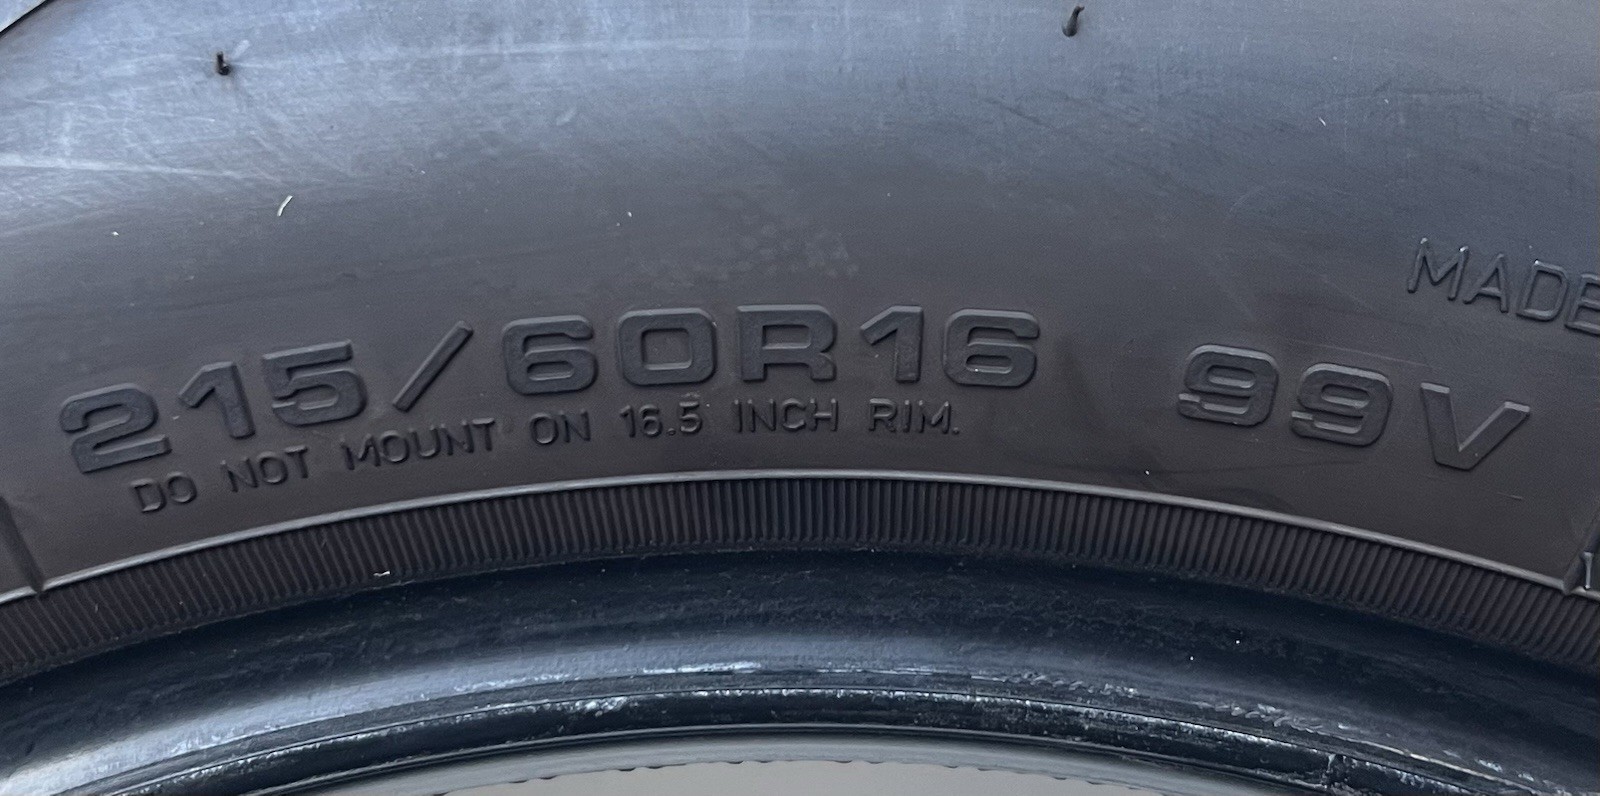 215/60R16 99V
DO NOT MOUNT ON 16.5 INCH RIM.
MADE